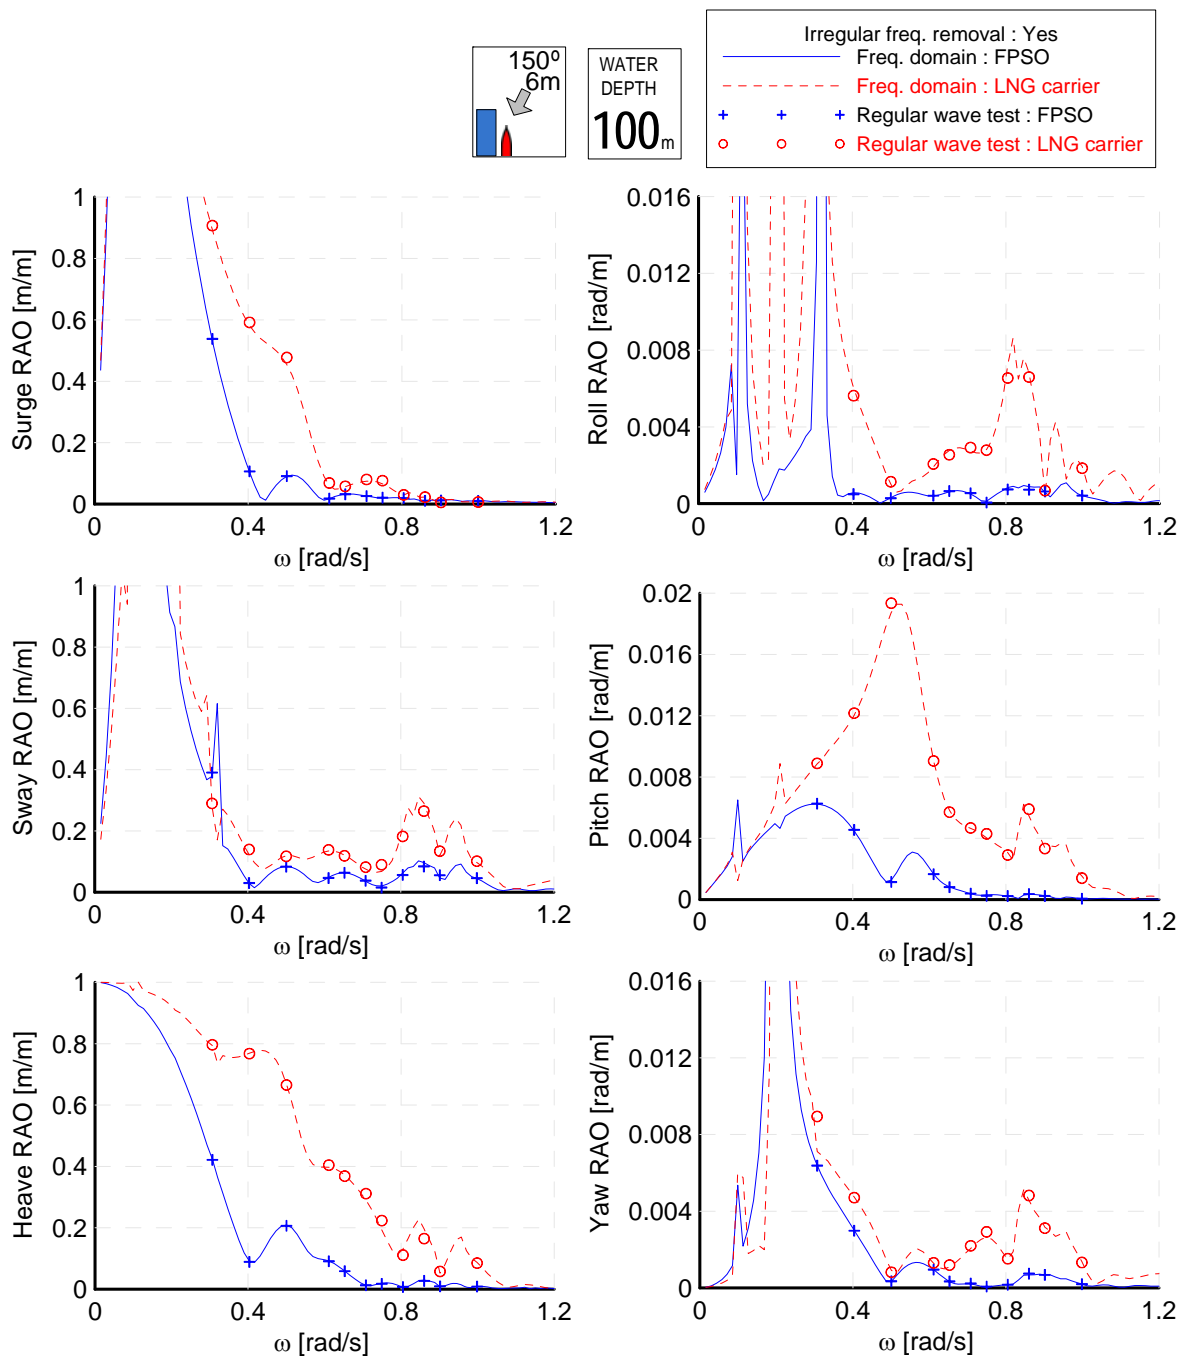 Irregular freq. removal : Yes
Freq. domain : FPSO
Freq. domain : LNG carrier
Regular wave test : FPSO
Regular wave test : LNG carrier
150º
6m
WATER
DEPTH
100m
Surge RAO [m/m]
1
0.8
0.6
0.4
0.2
0
0 0.4 0.8 1.2
ω [rad/s]
Roll RAO [rad/m]
0.016
0.012
0.008
0.004
0
0 0.4 0.8 1.2
ω [rad/s]
Sway RAO [m/m]
1
0.8
0.6
0.4
0.2
0
0 0.4 0.8 1.2
ω [rad/s]
Pitch RAO [rad/m]
0.02
0.016
0.012
0.008
0.004
0
0 0.4 0.8 1.2
ω [rad/s]
Heave RAO [m/m]
1
0.8
0.6
0.4
0.2
0
0 0.4 0.8 1.2
ω [rad/s]
Yaw RAO [rad/m]
0.016
0.012
0.008
0.004
0
0 0.4 0.8 1.2
ω [rad/s]